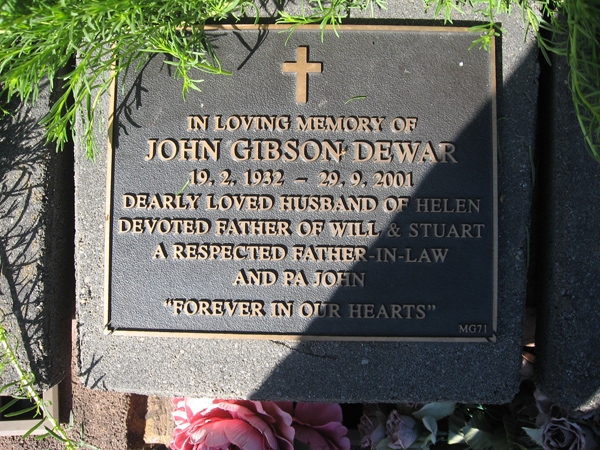 IN LOVING MEMORY OF
JOHN GIBSON DEWAR
19. 2. 1932 – 29. 9. 2001
DEARLY LOVED HUSBAND OF HELEN
DEVOTED FATHER OF WILL & STUART
A RESPECTED FATHER-IN-LAW
AND PA JOHN
"FOREVER IN OUR HEARTS"
MG71